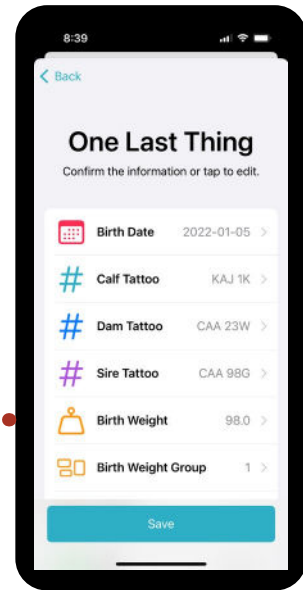 8:39
Back
One Last Thing
Confirm the information or tap to edit.
Birth Date 2022-01-05
Calf Tattoo KAJ 1K
Dam Tattoo CAA 23W
Sire Tattoo CAA 98G
Birth Weight 98.0
Birth Weight Group 1
Save